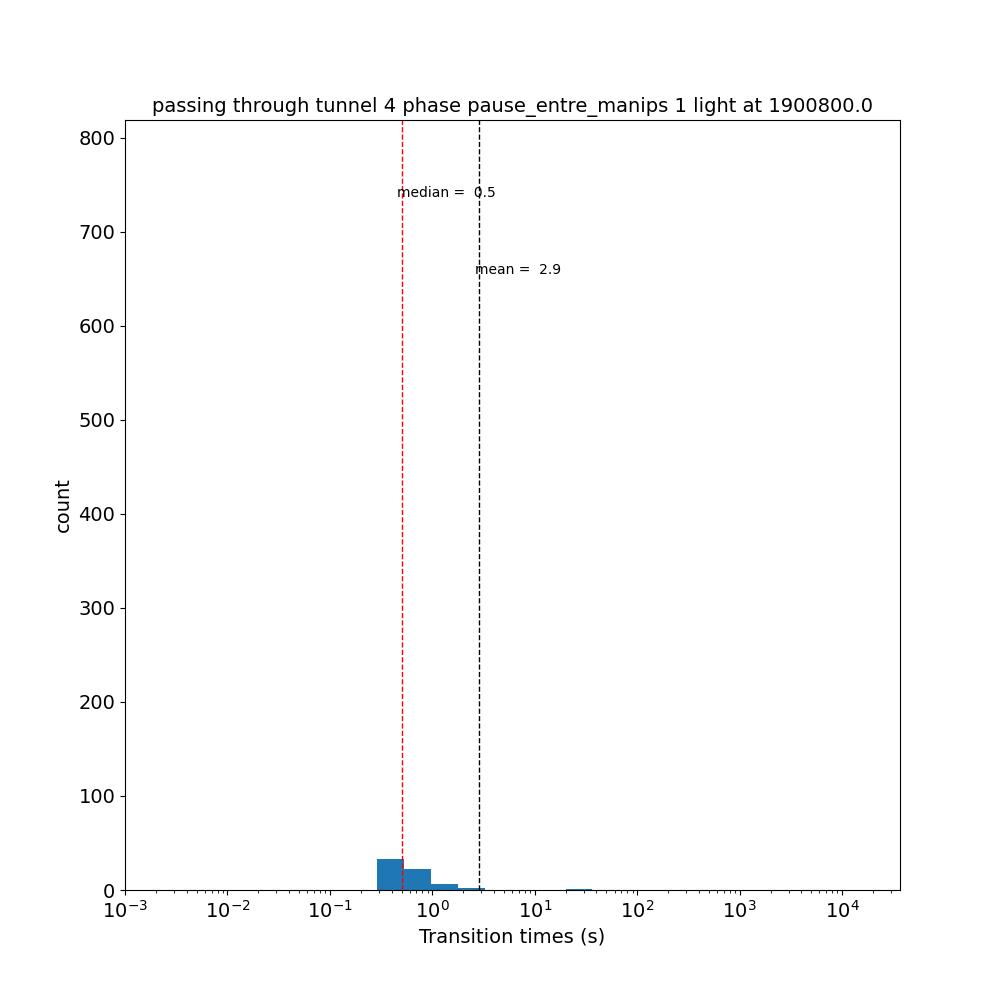 passing through tunnel 4 phase pause_entre_manips 1 light at 1900800.0
800
median =  0.5
700
mean =  2.9
600
500
count
400
300
200
100
0
10⁻³ 10⁻² 10⁻¹ 10⁰ 10¹ 10² 10³ 10⁴
Transition times (s)